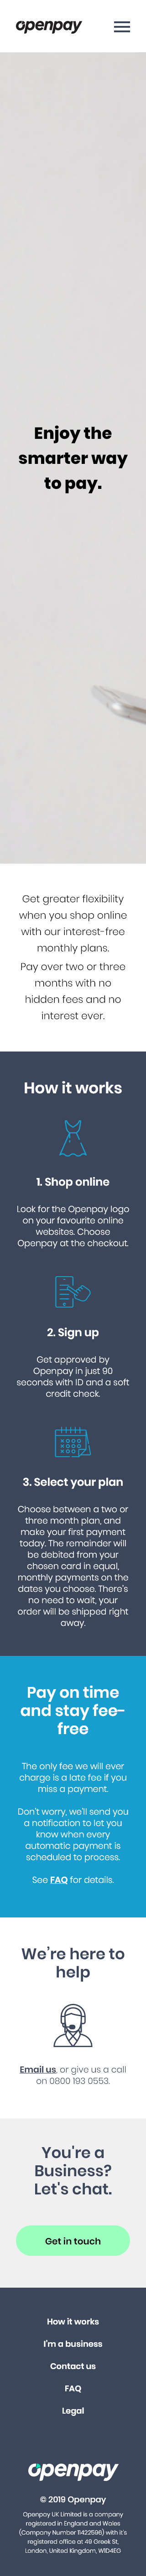 openpay
Enjoy the
smarter way
to pay.
Get greater flexibility
when you shop online
with our interest-free
monthly plans.
Pay over two or three
months with no
hidden fees and no
interest ever.
How it works
1. Shop online
Look for the Openpay logo
on your favourite online
websites. Choose
Openpay at the checkout.
2. Sign up
Get approved by
Openpay in just 90
seconds with ID and a soft
credit check.
3. Select your plan
Choose between a two or
three month plan, and
make your first payment
today. The remainder will
be debited from your
chosen card in equal,
monthly payments on the
dates you choose. There's
no need to wait, your
order will be shipped right
away.
Pay on time
and stay fee-
free
The only fee we will ever
charge is a late fee if you
miss a payment.
Don't worry, we'll send you
a notification to let you
know when every
automatic payment is
scheduled to process.
See FAQ for details.
We're here to
help
Email us, or give us a call
on 0800 193 0553.
You're a
Business?
Let's chat.
Get in touch
How it works
I'm a business
Contact us
FAQ
Legal
openpay
© 2019 Openpay
Openpay UK Limited is a company
registered in England and Wales
(Company Number 11422596) with it's
registered office at 49 Greek St,
London, United Kingdom, W1D4EG